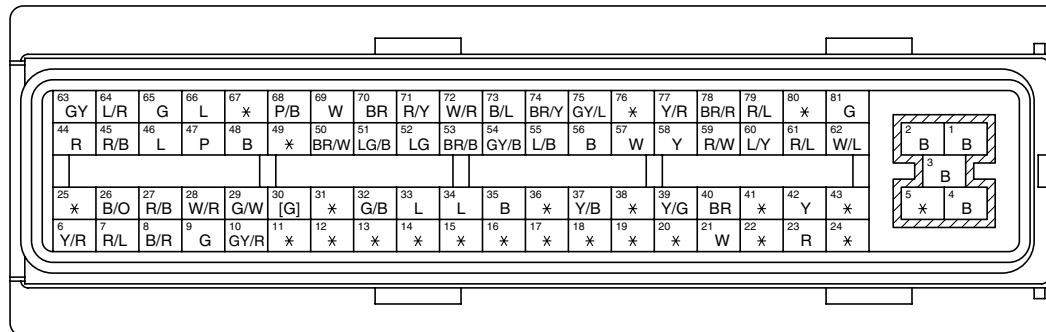 63 64 65 66 67 68 69 70 71 72 73 74 75 76 77 78 79 80 81
GY L/R G L * P/B W BR R/Y W/R B/L BR/Y GY/L * Y/R BR/R R/L * G
44 45 46 47 48 49 50 51 52 53 54 55 56 57 58 59 60 61 62
R R/B L P B * BR/W LG/B LG BR/B GY/B L/B B W Y R/W L/Y R/L W/L
2 1
B B
3
B
25 26 27 28 29 30 31 32 33 34 35 36 37 38 39 40 41 42 43
* B/O R/B W/R G/W [G] * G/B L L B * Y/B * Y/G BR * Y *
5 4
* B
6 7 8 9 10 11 12 13 14 15 16 17 18 19 20 21 22 23 24
Y/R R/L B/R G GY/R * * * * * * * * * * W * R *